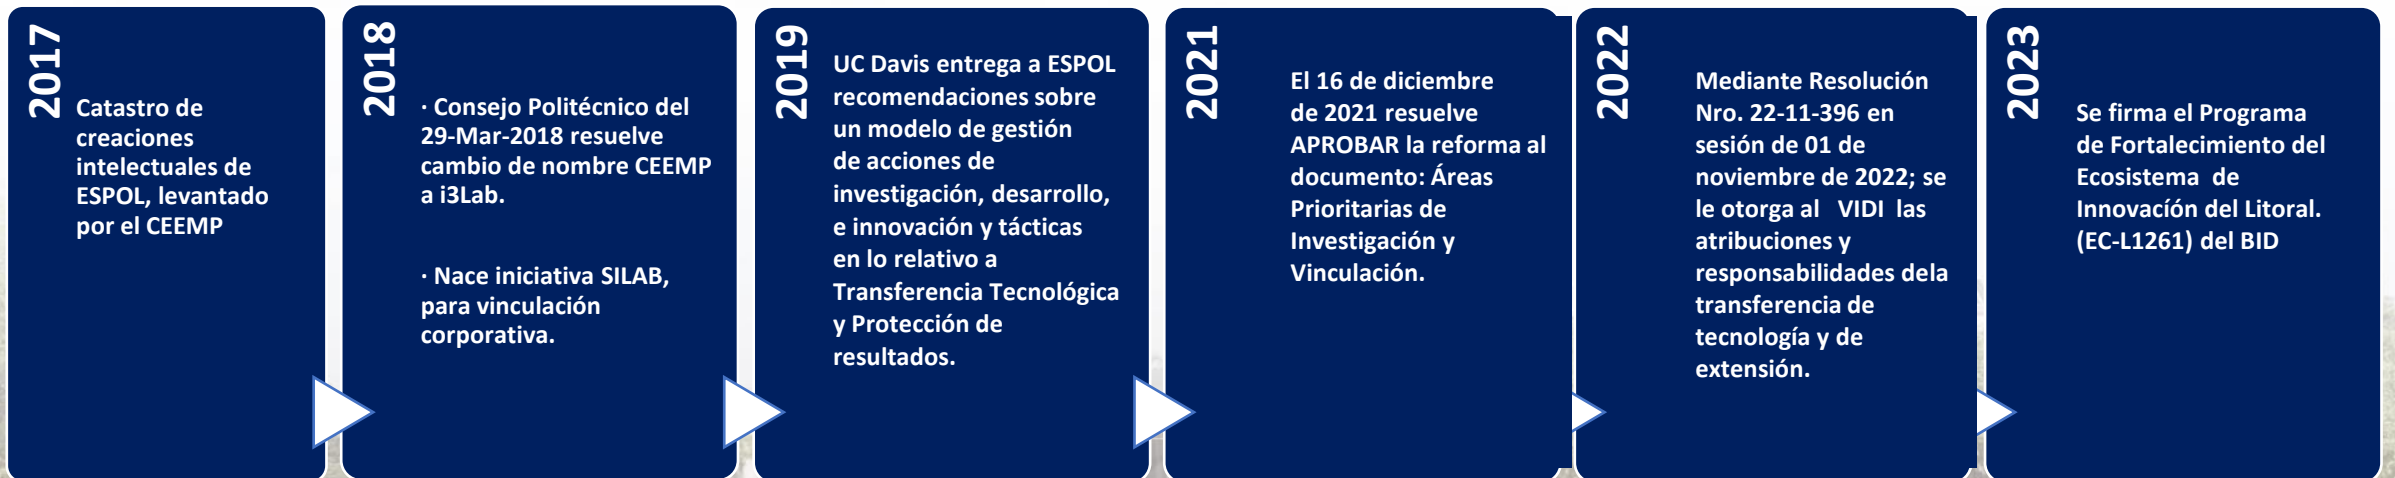 2017
Catastro de
creaciones
intelectuales de
ESPOL, levantado
por el CEEMP
2018
· Consejo Politécnico del
29-Mar-2018 resuelve
cambio de nombre CEEMP
a i3Lab.
· Nace iniciativa SILAB,
para vinculación
corporativa.
2019
UC Davis entrega a ESPOL
recomendaciones sobre
un modelo de gestión
de acciones de
investigación, desarrollo,
e innovación y tácticas
en lo relativo a
Transferencia Tecnológica
y Protección de
resultados.
2021
El 16 de diciembre
de 2021 resuelve
APROBAR la reforma al
documento: Áreas
Prioritarias de
Investigación y
Vinculación.
2022
Mediante Resolución
Nro. 22-11-396 en
sesión de 01 de
noviembre de 2022; se
le otorga al VIDI las
atribuciones y
responsabilidades dela
transferencia de
tecnología y de
extensión.
2023
Se firma el Programa
de Fortalecimiento del
Ecosistema de
Innovacíón del Litoral.
(EC-L1261) del BID